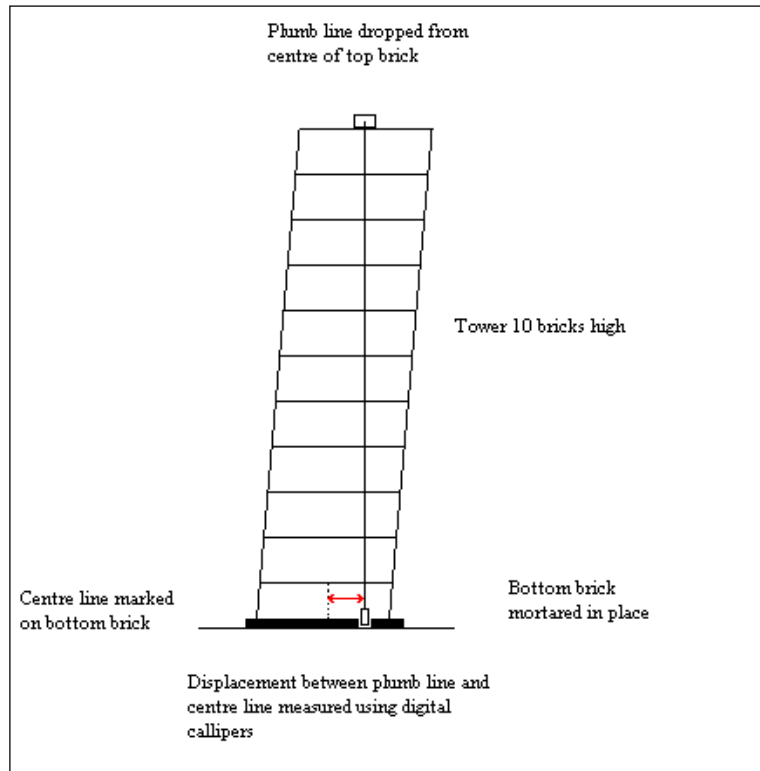 Plumb line dropped from
centre of top brick
Tower 10 bricks high
Centre line marked
on bottom brick
Bottom brick
mortared in place
Displacement between plumb line and
centre line measured using digital
callipers